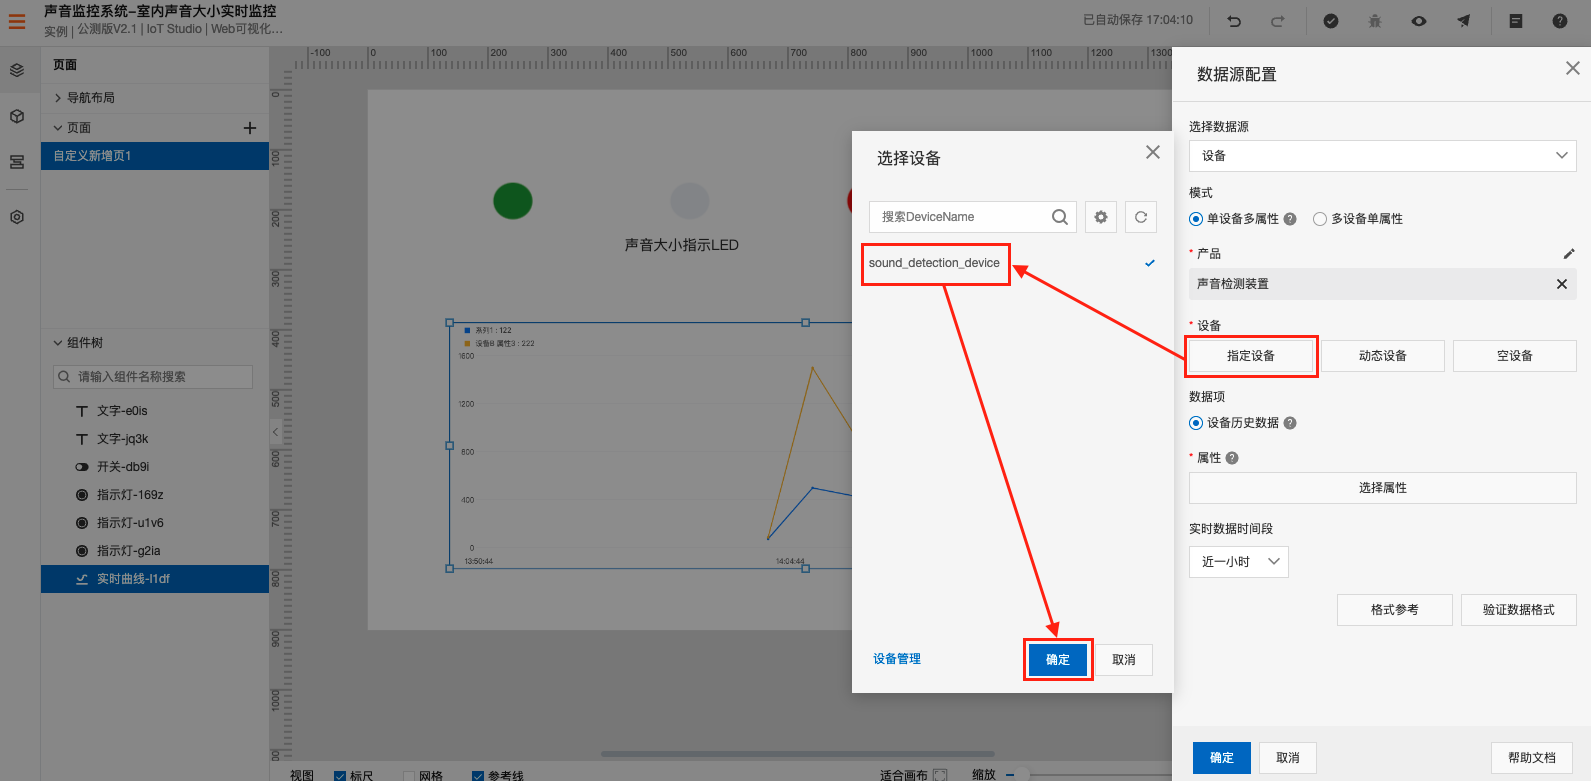 声音监控系统-室内声音大小实时监控
实例 | 公测版V2.1 | IoT Studio | Web可视化...
已自动保存 17:04:10
页面
导航布局
页面
自定义新增页1
组件树
请输入组件名称搜索
文字-e0is
文字-jq3k
开关-db9i
指示灯-169z
指示灯-u1v6
指示灯-g2ia
实时曲线-l1df
-100 0 100 200 300 400 500 600 700 800 900 1000 1100 1200 1300
0
100
200
300
400
500
600
700
800
900
1000
声音大小指示LED
系列1 : 122
设备B 属性3 : 222
1600
1200
800
400
0
13:50:44
14:04:44
视图
标尺
网格
参考线
适合画布
缩放
选择设备
搜索DeviceName
sound_detection_device
设备管理
确定
取消
数据源配置
选择数据源
设备
模式
单设备多属性
多设备单属性
* 产品
声音检测装置
* 设备
指定设备
动态设备
空设备
数据项
设备历史数据
* 属性
选择属性
实时数据时间段
近一小时
格式参考
验证数据格式
确定
取消
帮助文档